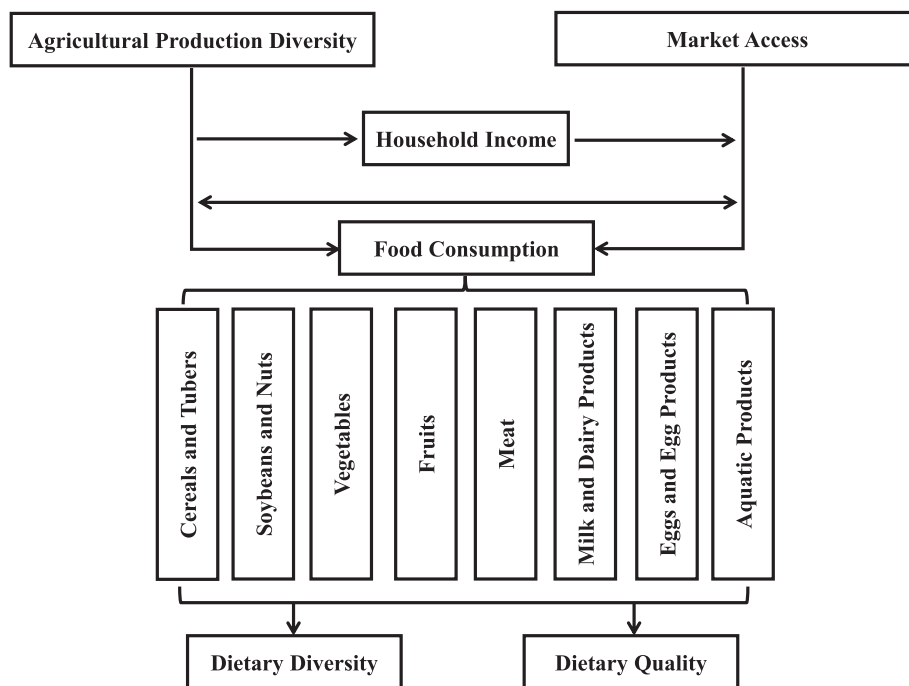 Agricultural Production Diversity
Market Access
Household Income
Food Consumption
Cereals and Tubers
Soybeans and Nuts
Vegetables
Fruits
Meat
Milk and Dairy Products
Eggs and Egg Products
Aquatic Products
Dietary Diversity
Dietary Quality